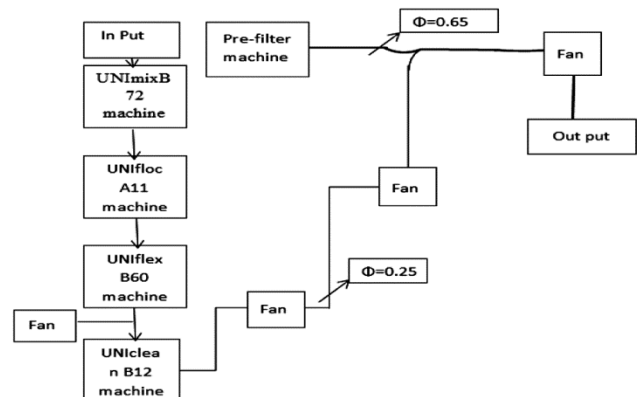 In Put
UNImixB
72
machine
UNIfloc
A11
machine
UNIflex
B60
machine
Fan
UNIclea
n B12
machine
Fan
Φ=0.25
Fan
Pre-filter
machine
Φ=0.65
Fan
Out put